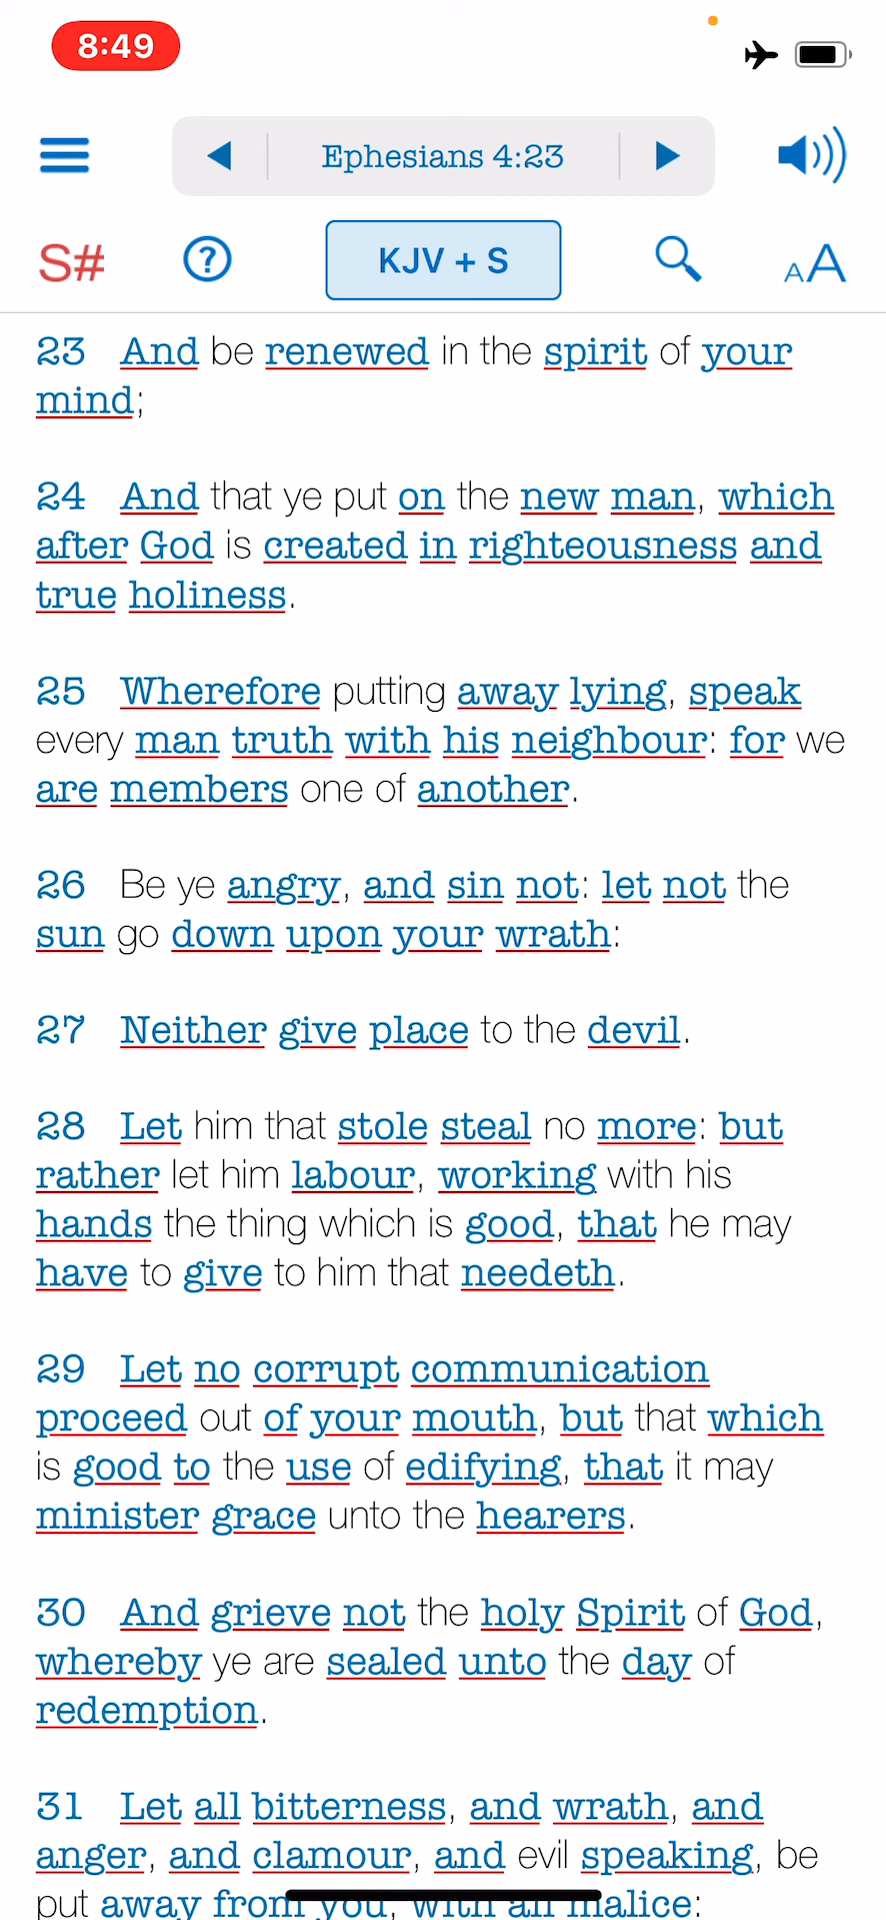 8:49
Ephesians 4:23
S# ? KJV + S AA
23 And be renewed in the spirit of your
mind;
24 And that ye put on the new man, which
after God is created in righteousness and
true holiness.
25 Wherefore putting away lying, speak
every man truth with his neighbour: for we
are members one of another.
26 Be ye angry, and sin not: let not the
sun go down upon your wrath:
27 Neither give place to the devil.
28 Let him that stole steal no more: but
rather let him labour, working with his
hands the thing which is good, that he may
have to give to him that needeth.
29 Let no corrupt communication
proceed out of your mouth, but that which
is good to the use of edifying, that it may
minister grace unto the hearers.
30 And grieve not the holy Spirit of God,
whereby ye are sealed unto the day of
redemption.
31 Let all bitterness, and wrath, and
anger, and clamour, and evil speaking, be
put away from you, with all malice: